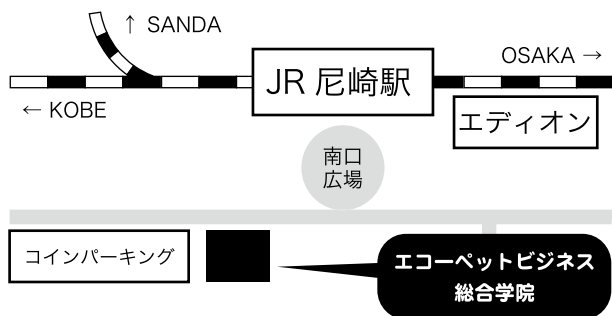 ↑ SANDA
JR 尼崎駅
OSAKA →
← KOBE
エディオン
南口
広場
コインパーキング
エコーペットビジネス
総合学院